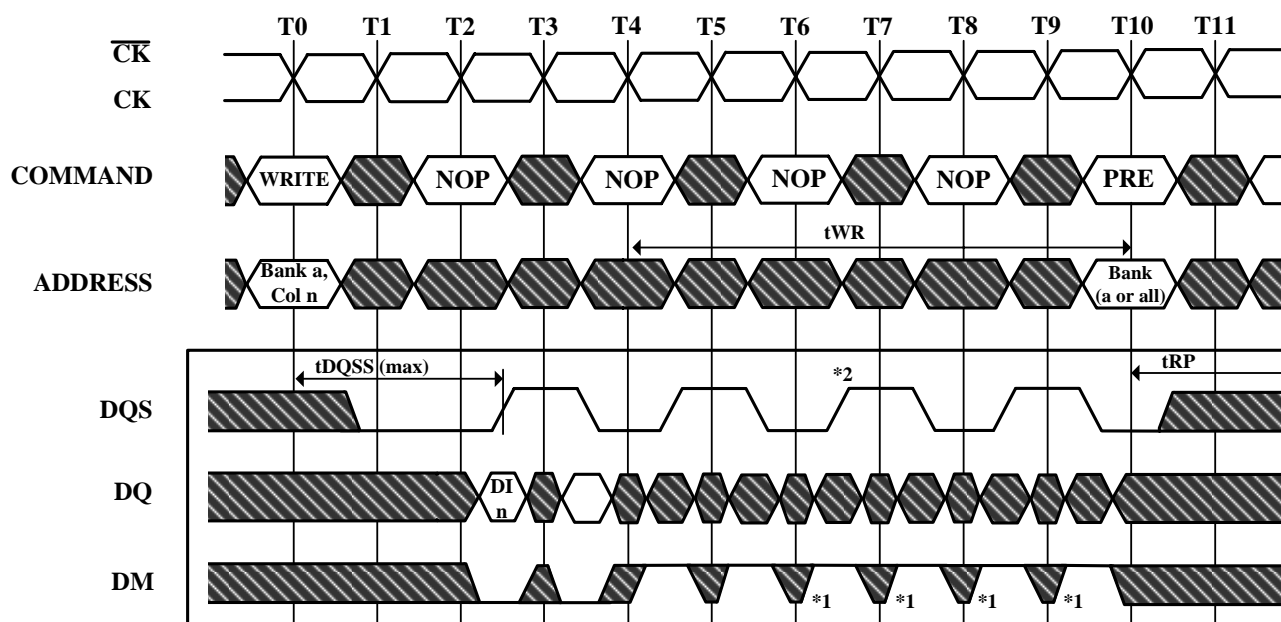 T0 T1 T2 T3 T4 T5 T6 T7 T8 T9 T10 T11
CK
CK
COMMAND WRITE NOP NOP NOP NOP PRE
tWR
ADDRESS Bank a, Col n Bank (a or all)
tDQSS (max) *2 tRP
DQS
DQ DI n
DM
*1 *1 *1 *1